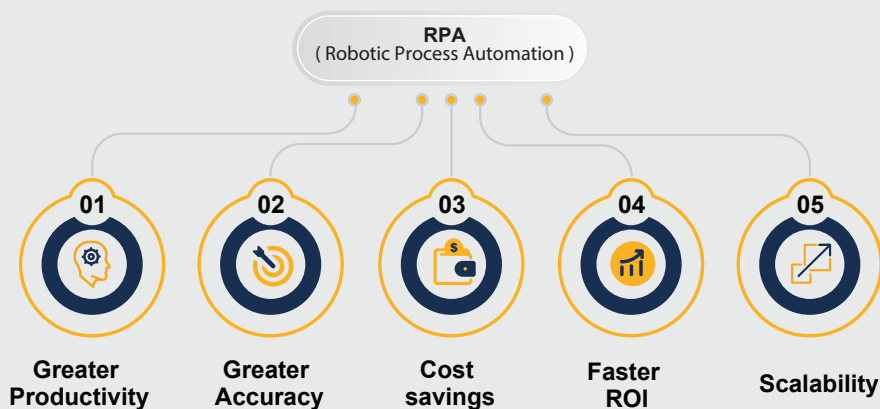 RPA
( Robotic Process Automation )
01
02
03
04
05
$
Greater
Productivity
Greater
Accuracy
Cost
savings
Faster
ROI
Scalability